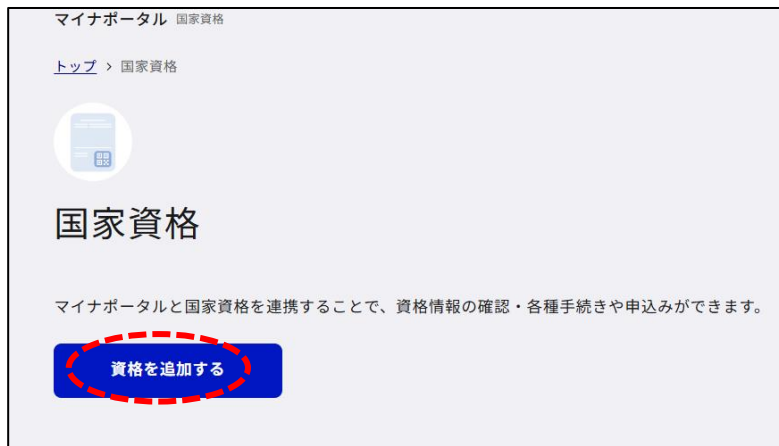 マイナポータル 国家資格
トップ › 国家資格
国家資格
マイナポータルと国家資格を連携することで、資格情報の確認・各種手続きや申込みができます。
資格を追加する